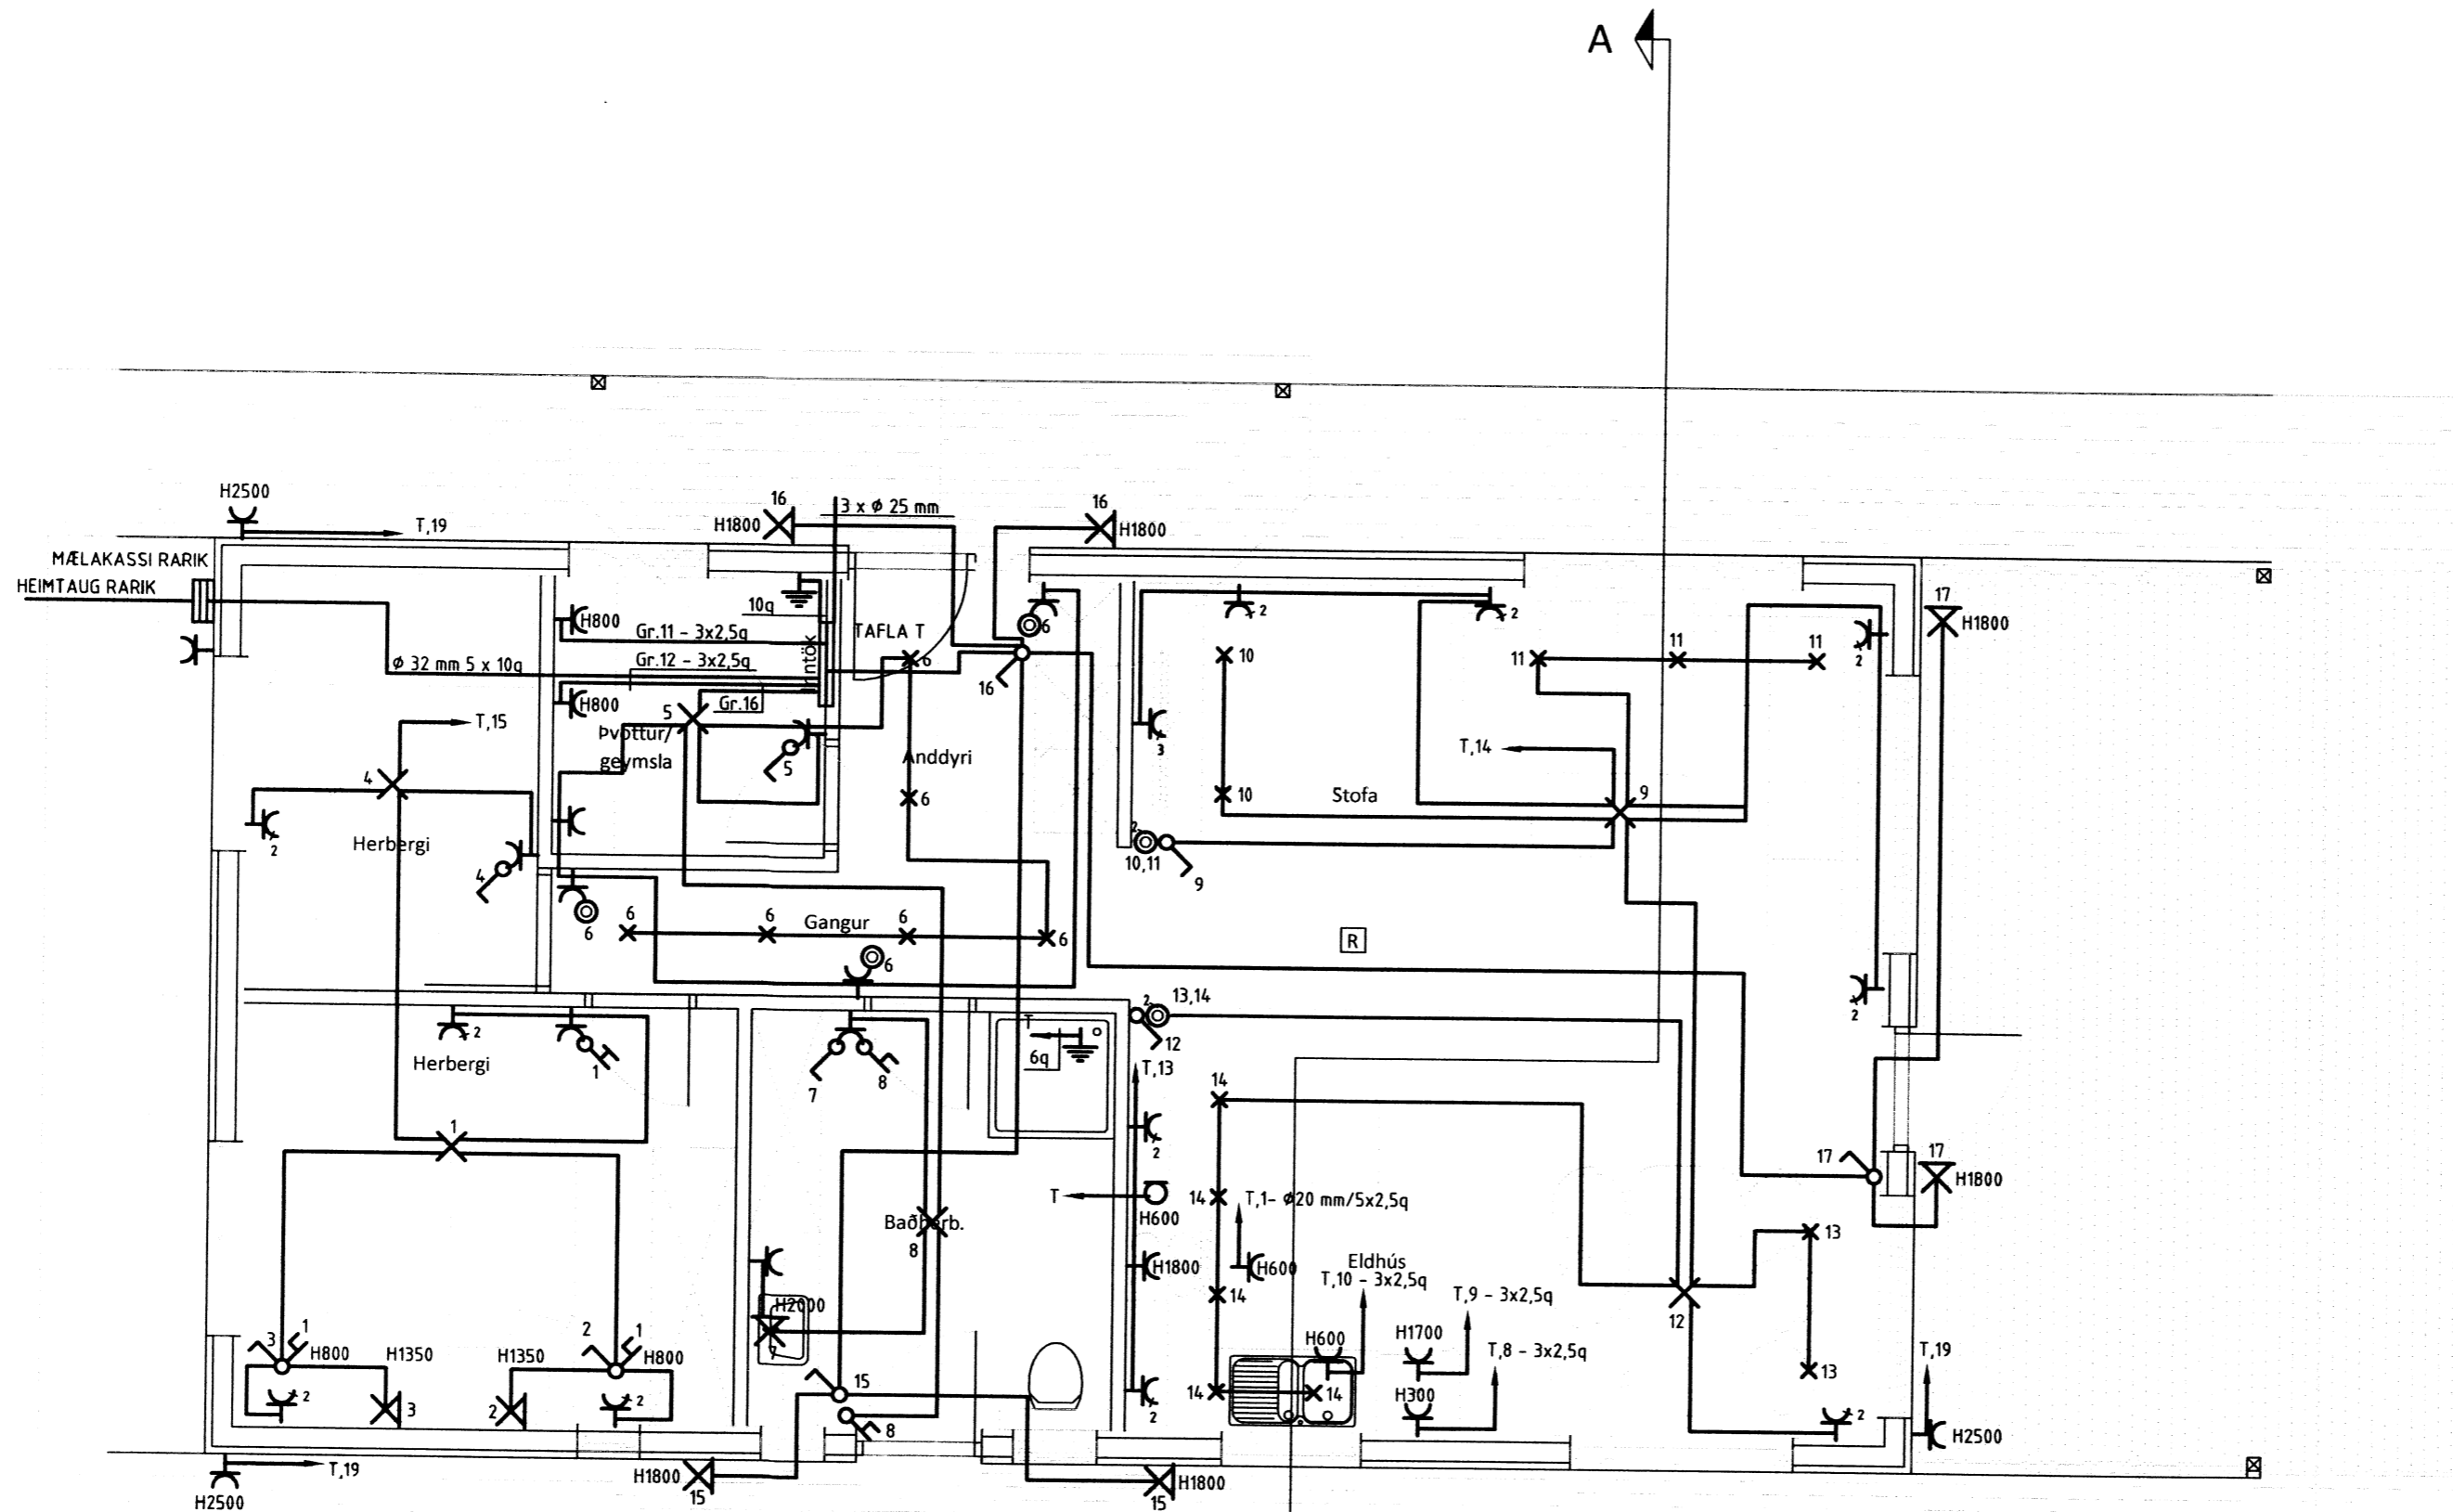 A
H2500
T,19
MÆLAKASSI RARIK
HEIMTAUG RARIK
16
H1800
3 x ϕ 25 mm
16
H1800
17
H1800
10q
TAFLA T
Inntök
H800
Gr.11 - 3x2,5q
Gr.12 - 3x2,5q
ϕ 32 mm 5 x 10q
H800
Gr.16
5
Þvottur/
geymsla
5
6
6
16
2
2
2
10
11
11
11
T,15
4
2
Herbergi
4
Anddyri
6
3
T,14
10
Stofa
9
2
10,11
9
6
6
6
6
Gangur
6
6
R
2
2
13,14
12
2
Herbergi
1
7
8
T
6q
T,13
14
1
2
T
H600
14
T,1- ϕ20 mm/5x2,5q
17
17
H1800
Baðherb.
8
H1800
H600
Eldhús
T,10 - 3x2,5q
13
H2000
7
14
T,9 - 3x2,5q
12
3
1
H800
H1350
H1350
2
1
H800
H600
H1700
T,8 - 3x2,5q
T,19
2
3
2
2
15
8
2
14
14
H300
13
2
H2500
T,19
H2500
H1800
15
H1800
15